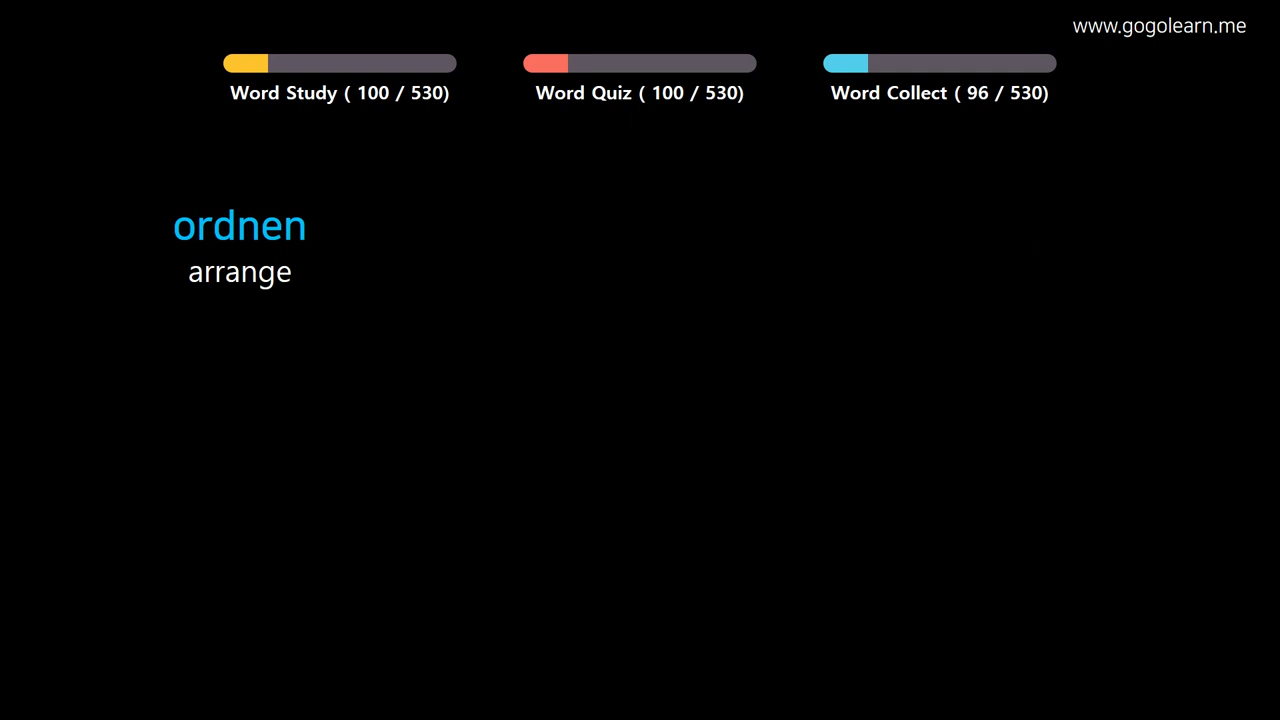 www.gogolearn.me
Word Study ( 100 / 530)
Word Quiz ( 100 / 530)
Word Collect ( 96 / 530)
ordnen
arrange